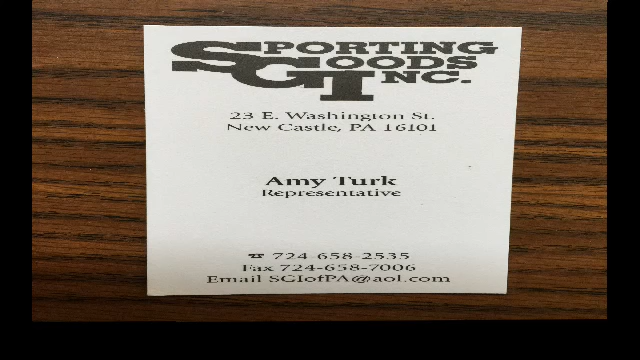 SPORTING
GOODS
INC.
23 E. Washington St.
New Castle, PA 16101
Amy Turk
Representative
☎ 724-658-2535
Fax 724-658-7006
Email SGIofPA@aol.com